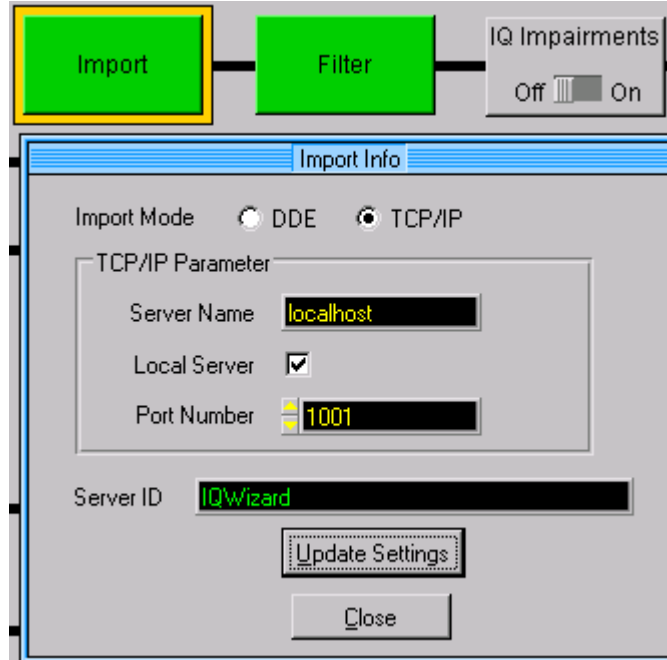 Import
Filter
IQ Impairments
Off On
Import Info
Import Mode DDE TCP/IP
TCP/IP Parameter
Server Name localhost
Local Server
Port Number 1001
Server ID IQWizard
Update Settings
Close